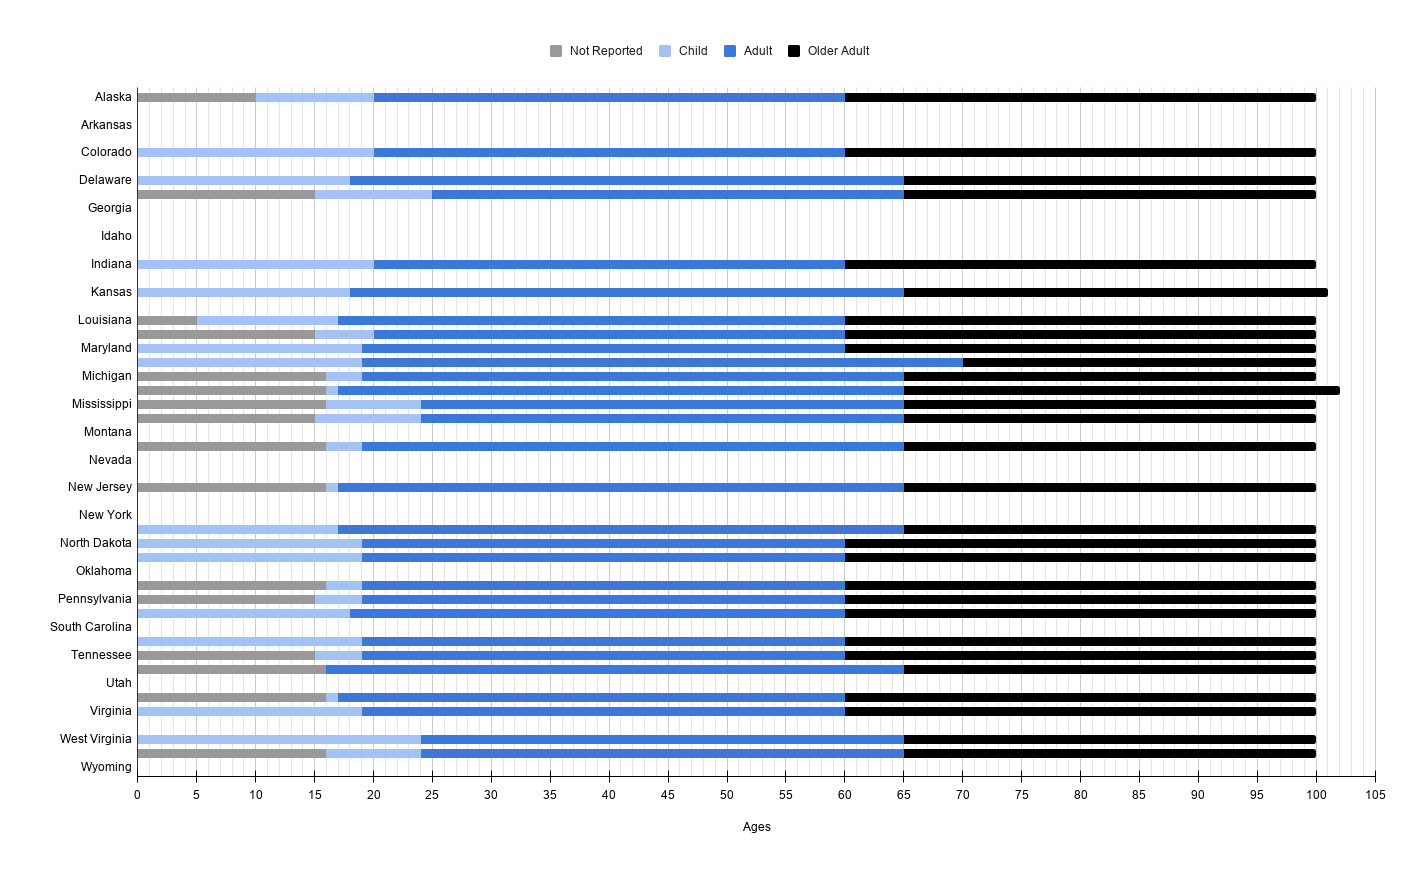 Not Reported Child Adult Older Adult
Alaska
Arkansas
Colorado
Delaware
Georgia
Idaho
Indiana
Kansas
Louisiana
Maryland
Michigan
Mississippi
Montana
Nevada
New Jersey
New York
North Dakota
Oklahoma
Pennsylvania
South Carolina
Tennessee
Utah
Virginia
West Virginia
Wyoming
0 5 10 15 20 25 30 35 40 45 50 55 60 65 70 75 80 85 90 95 100 105
Ages